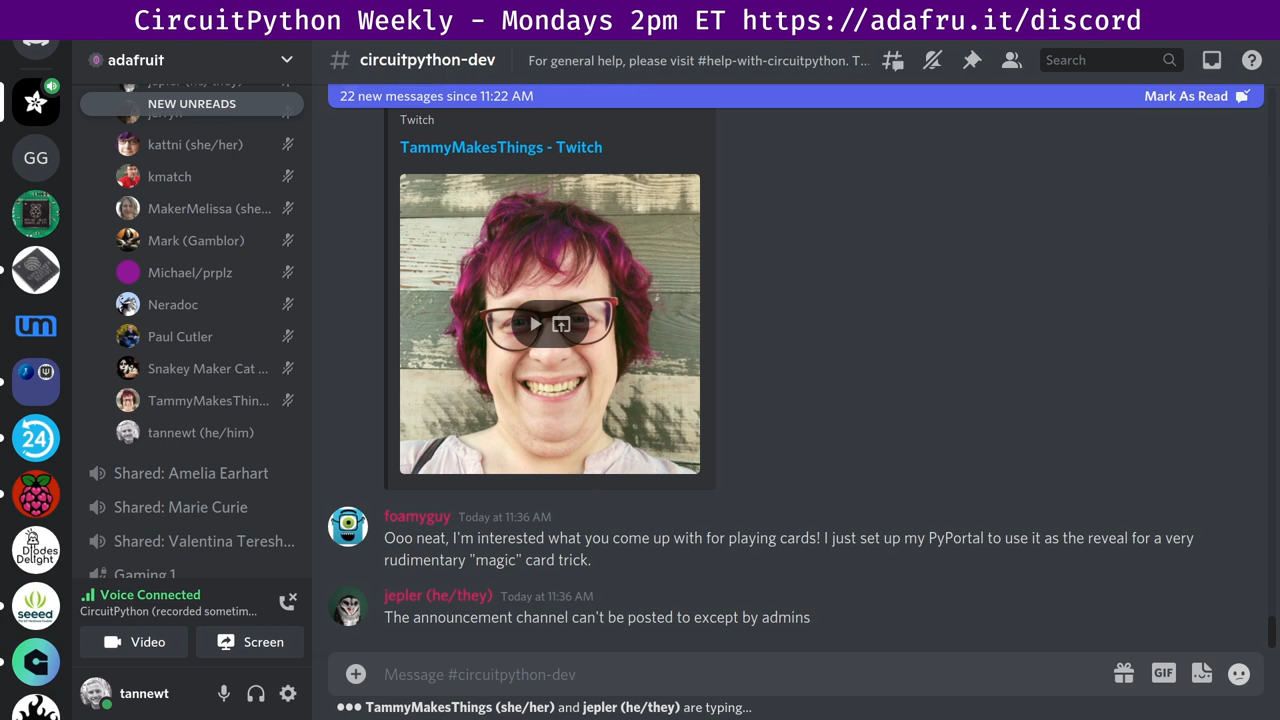 CircuitPython Weekly – Mondays 2pm ET https://adafru.it/discord
adafruit
circuitpython-dev
For general help, please visit #help-with-circuitpython. T...
Search
NEW UNREADS
22 new messages since 11:22 AM
Mark As Read
kattni (she/her)
kmatch
MakerMelissa (she...
Mark (Gamblor)
Michael/prplz
Neradoc
Paul Cutler
Snakey Maker Cat ...
TammyMakesThin...
tannewt (he/him)
Shared: Amelia Earhart
Shared: Marie Curie
Shared: Valentina Teresh...
Gaming 1
GG
um
24
DIODES
DELIGHT
seeed
Voice Connected
CircuitPython (recorded sometim...
Video
Screen
tannewt
Twitch
TammyMakesThings - Twitch
foamyguy Today at 11:36 AM
Ooo neat, I'm interested what you come up with for playing cards! I just set up my PyPortal to use it as the reveal for a very
rudimentary "magic" card trick.
jepler (he/they) Today at 11:36 AM
The announcement channel can't be posted to except by admins
Message #circuitpython-dev
GIF
TammyMakesThings (she/her) and jepler (he/they) are typing...